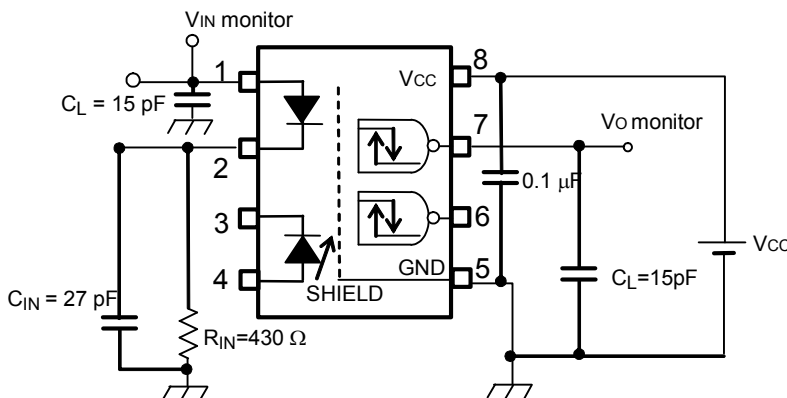 VIN monitor
1
8
VCC
CL = 15 pF
7
VO monitor
2
0.1 μF
3
6
GND
5
VCC
4
SHIELD
CL=15pF
CIN = 27 pF
RIN=430 Ω